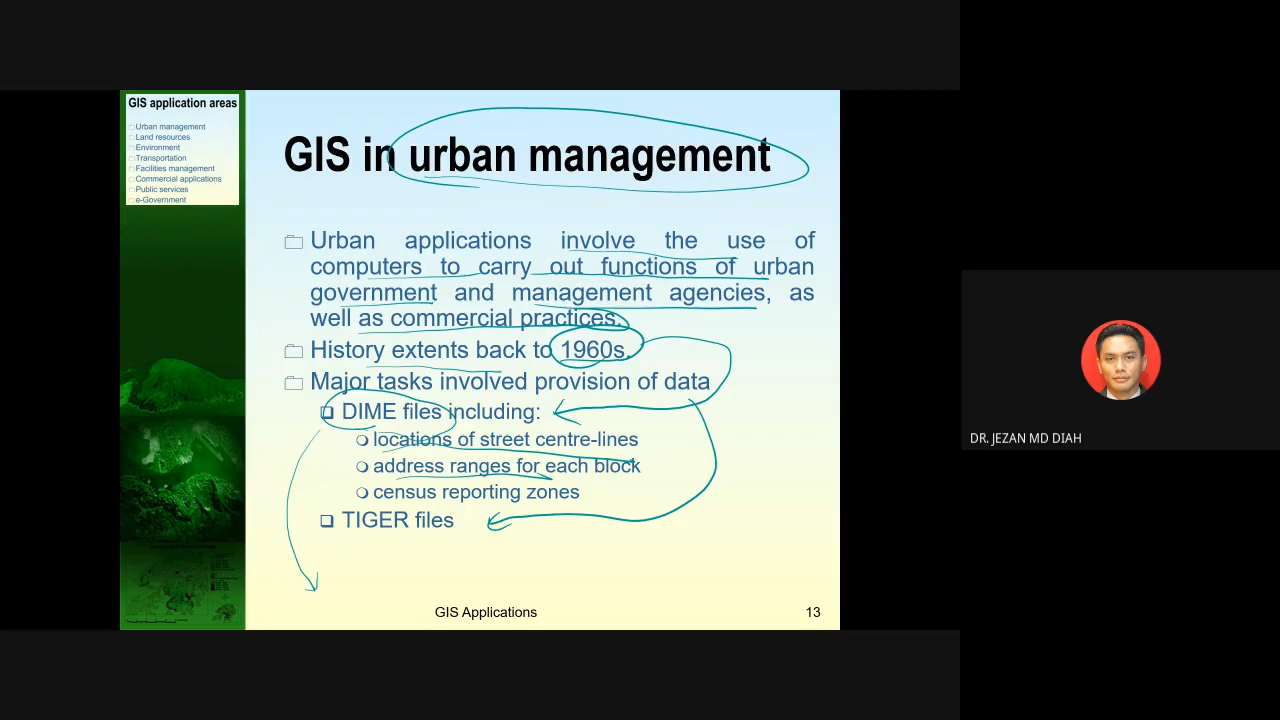 GIS application areas
Urban management
Land resources
Environment
Transportation
Facilities management
Commercial applications
Public services
e-Government
GIS in urban management
Urban applications involve the use of
computers to carry out functions of urban
government and management agencies, as
well as commercial practices.
History extents back to 1960s.
Major tasks involved provision of data
DIME files including:
locations of street centre-lines
address ranges for each block
census reporting zones
TIGER files
GIS Applications
13
DR. JEZAN MD DIAH